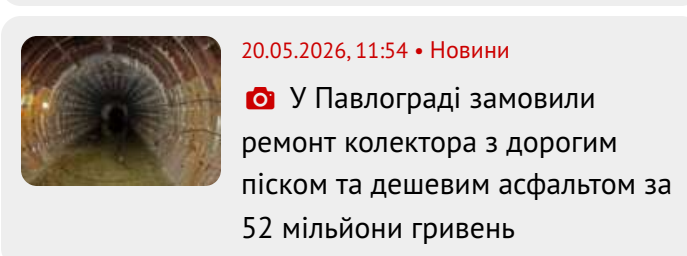 20.05.2026, 11:54 • Новини
У Павлограді замовили
ремонт колектора з дорогим
піском та дешевим асфальтом за
52 мільйони гривень